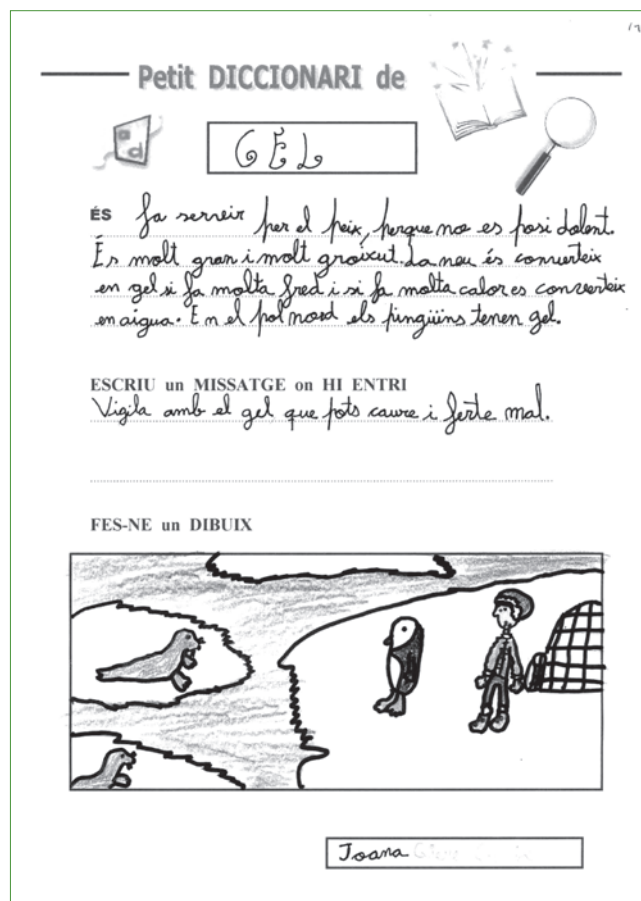 Petit DICCIONARI de
a
d
GEL
ÉS fa serveir per el peix, perque no es posi dolent.
És molt gran i molt groixut. La neu és converteix
en gel si fa molta fred i si fa molta calor es converteix
en aigua. En el pol nord els pingüins tenen gel.
ESCRIU un MISSATGE on HI ENTRI
Vigila amb el gel que pots caure i ferte mal.
FES-NE un DIBUIX
Joana